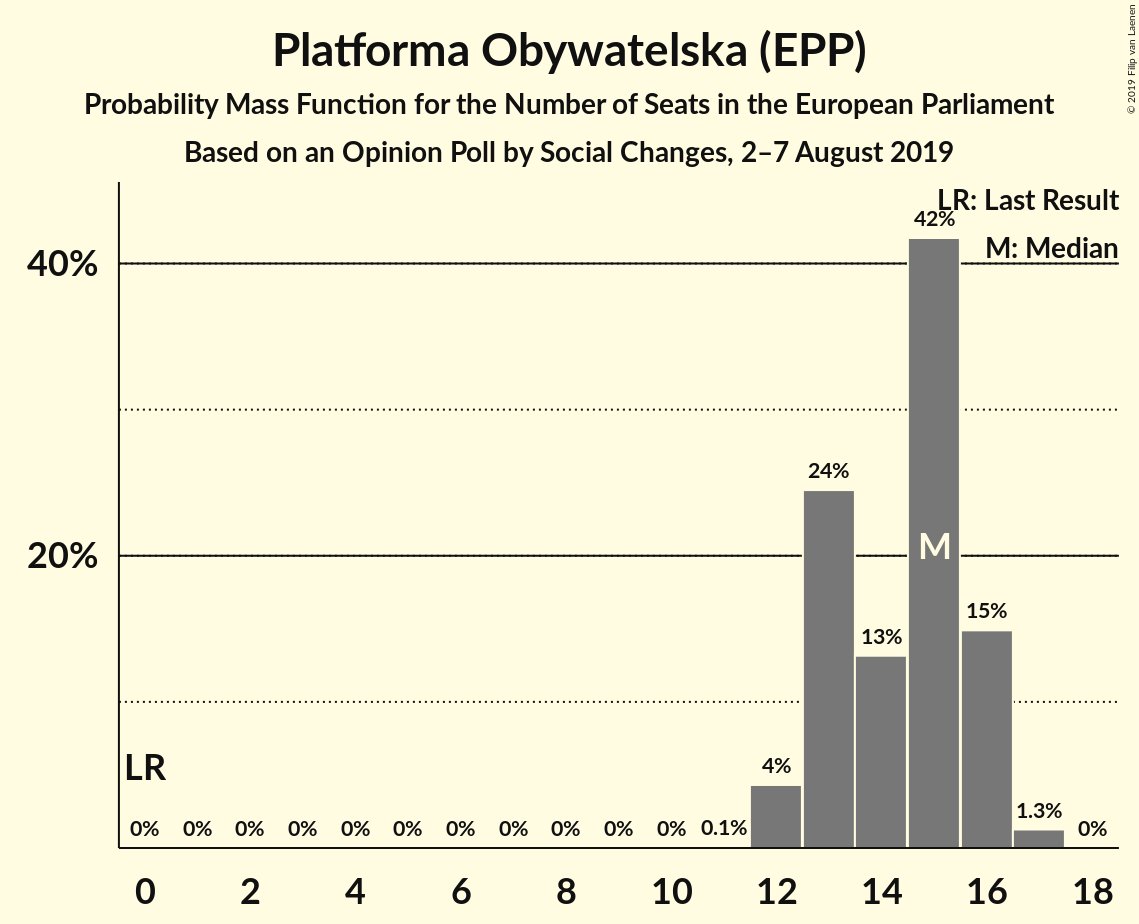 Platforma Obywatelska (EPP)
Probability Mass Function for the Number of Seats in the European Parliament
Based on an Opinion Poll by Social Changes, 2–7 August 2019
© 2019 Filip van Laenen
LR: Last Result
M: Median
40%
20%
42%
24%
M
15%
13%
LR
4%
0% 0% 0% 0% 0% 0% 0% 0% 0% 0% 0% 0.1% 1.3% 0%
0 2 4 6 8 10 12 14 16 18